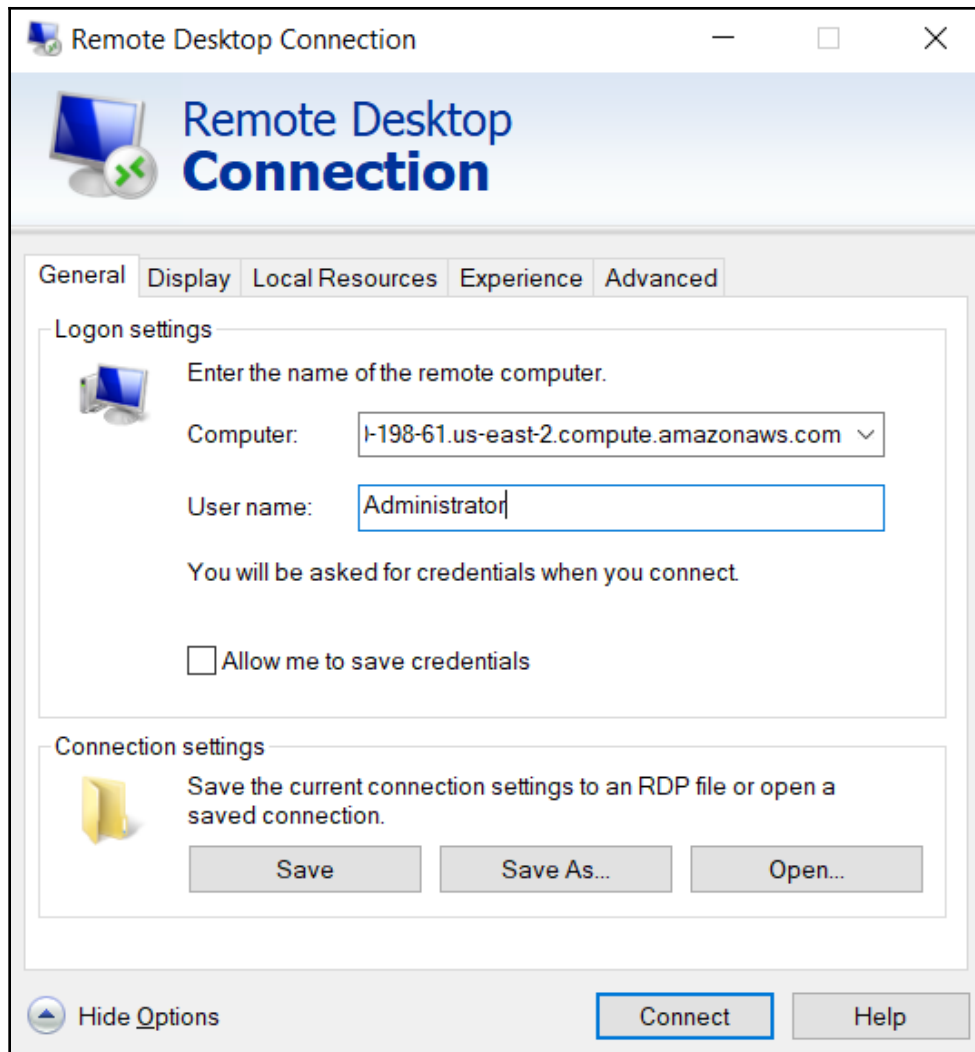 Remote Desktop Connection
Remote Desktop
Connection
General Display Local Resources Experience Advanced
Logon settings
Enter the name of the remote computer.
Computer: -198-61.us-east-2.compute.amazonaws.com
User name: Administrator
You will be asked for credentials when you connect.
Allow me to save credentials
Connection settings
Save the current connection settings to an RDP file or open a
saved connection.
Save Save As... Open...
Hide Options Connect Help